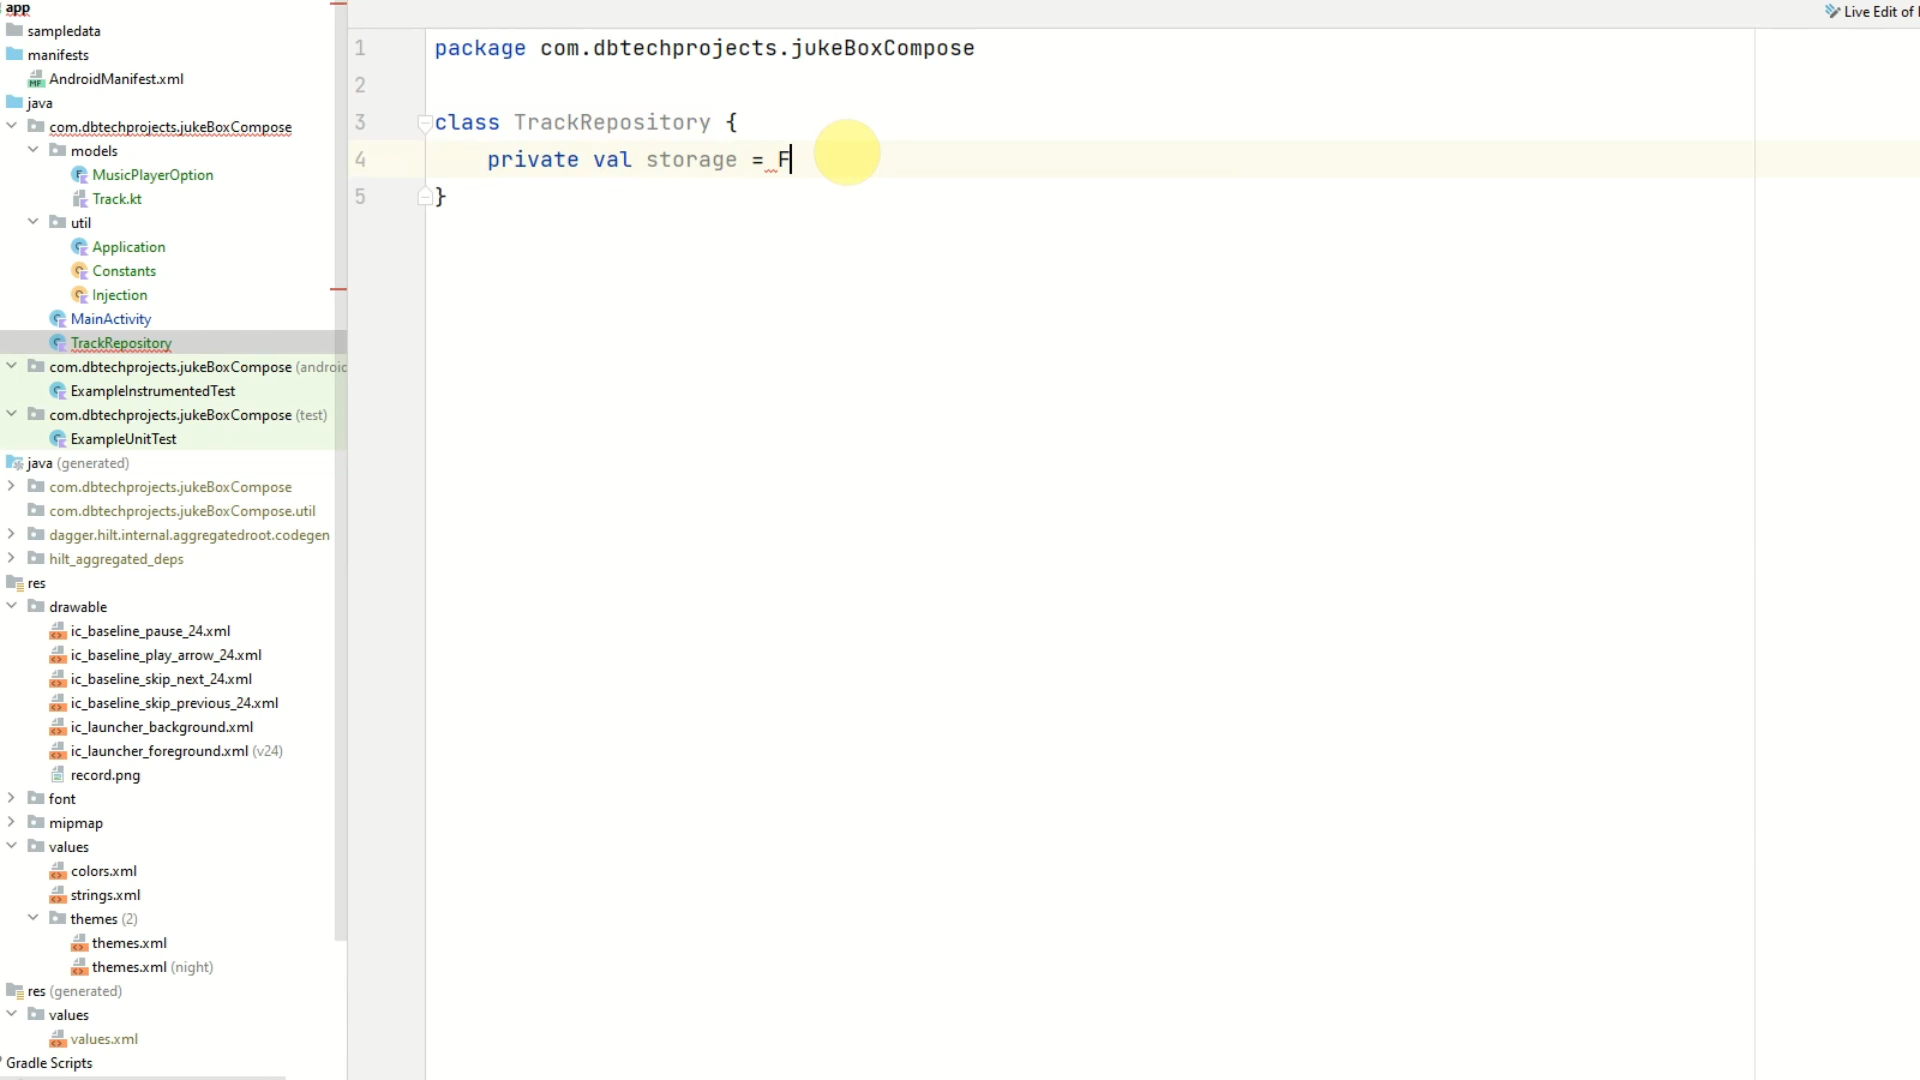 app
sampledata
manifests
AndroidManifest.xml
java
com.dbtechprojects.jukeBoxCompose
models
MusicPlayerOption
Track.kt
util
Application
Constants
Injection
MainActivity
TrackRepository
com.dbtechprojects.jukeBoxCompose (androic
ExampleInstrumentedTest
com.dbtechprojects.jukeBoxCompose (test)
ExampleUnitTest
java (generated)
com.dbtechprojects.jukeBoxCompose
com.dbtechprojects.jukeBoxCompose.util
dagger.hilt.internal.aggregatedroot.codegen
hilt_aggregated_deps
res
drawable
ic_baseline_pause_24.xml
ic_baseline_play_arrow_24.xml
ic_baseline_skip_next_24.xml
ic_baseline_skip_previous_24.xml
ic_launcher_background.xml
ic_launcher_foreground.xml (v24)
record.png
font
mipmap
values
colors.xml
strings.xml
themes (2)
themes.xml
themes.xml (night)
res (generated)
values
values.xml
Gradle Scripts
Live Edit of
1 package com.dbtechprojects.jukeBoxCompose
2
3 class TrackRepository {
4 private val storage = F
5 }